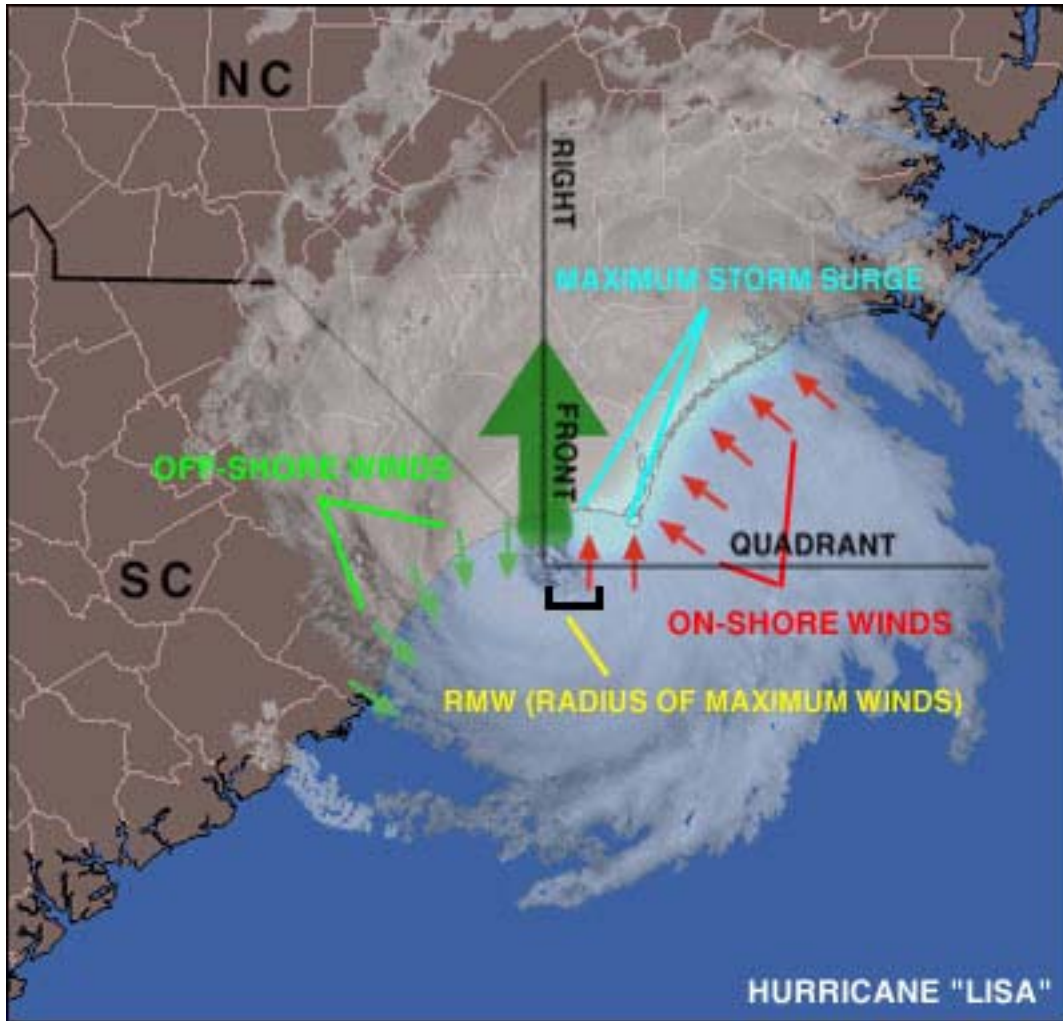 NC
RIGHT
MAXIMUM STORM SURGE
FRONT
OFF-SHORE WINDS
QUADRANT
SC
ON-SHORE WINDS
RMW (RADIUS OF MAXIMUM WINDS)
HURRICANE "LISA"